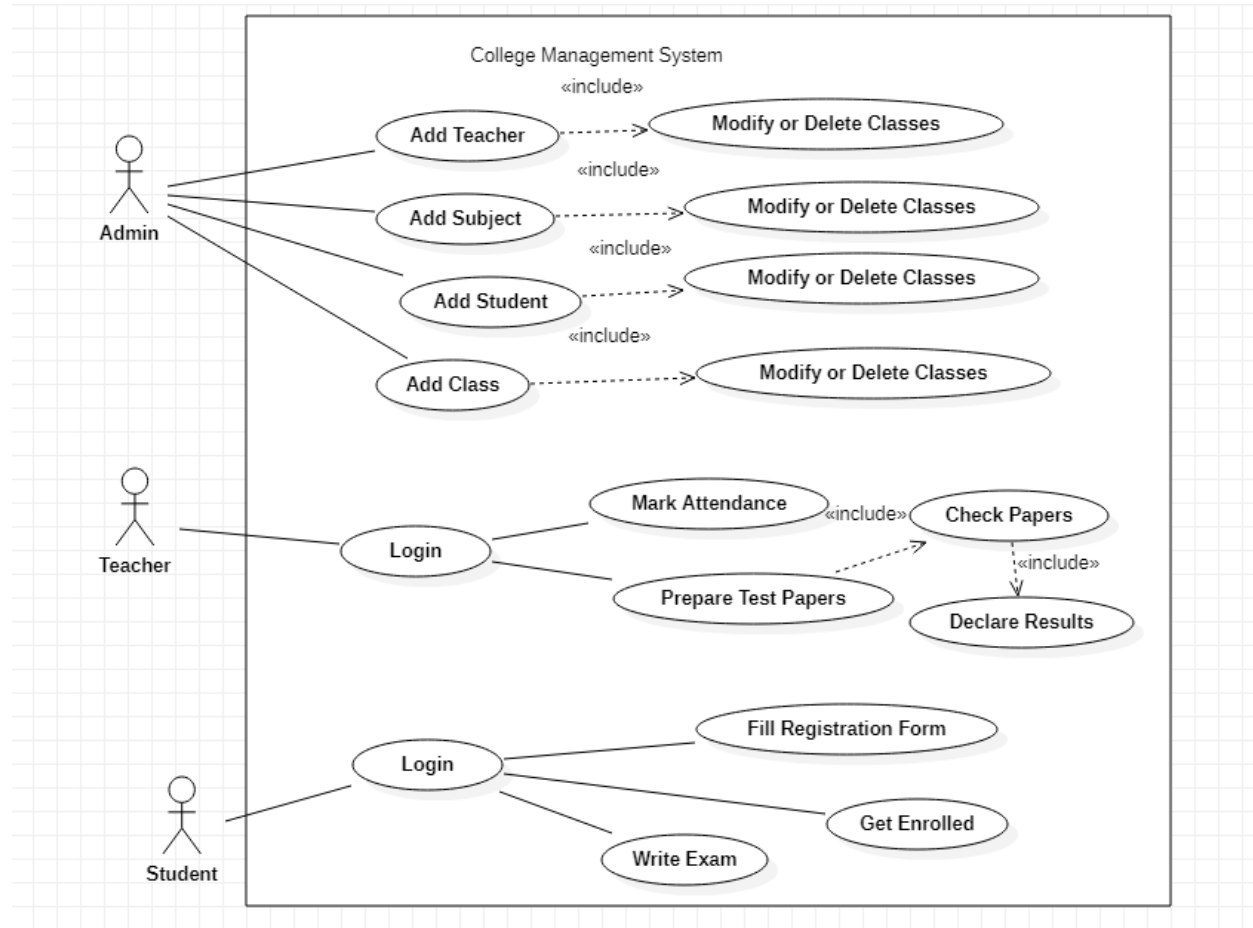 College Management System
«include»
Add Teacher
Modify or Delete Classes
«include»
Add Subject
Modify or Delete Classes
Admin
«include»
Add Student
Modify or Delete Classes
«include»
Add Class
Modify or Delete Classes
Mark Attendance
«include»
Check Papers
Login
Teacher
«include»
Prepare Test Papers
Declare Results
Fill Registration Form
Login
Get Enrolled
Write Exam
Student